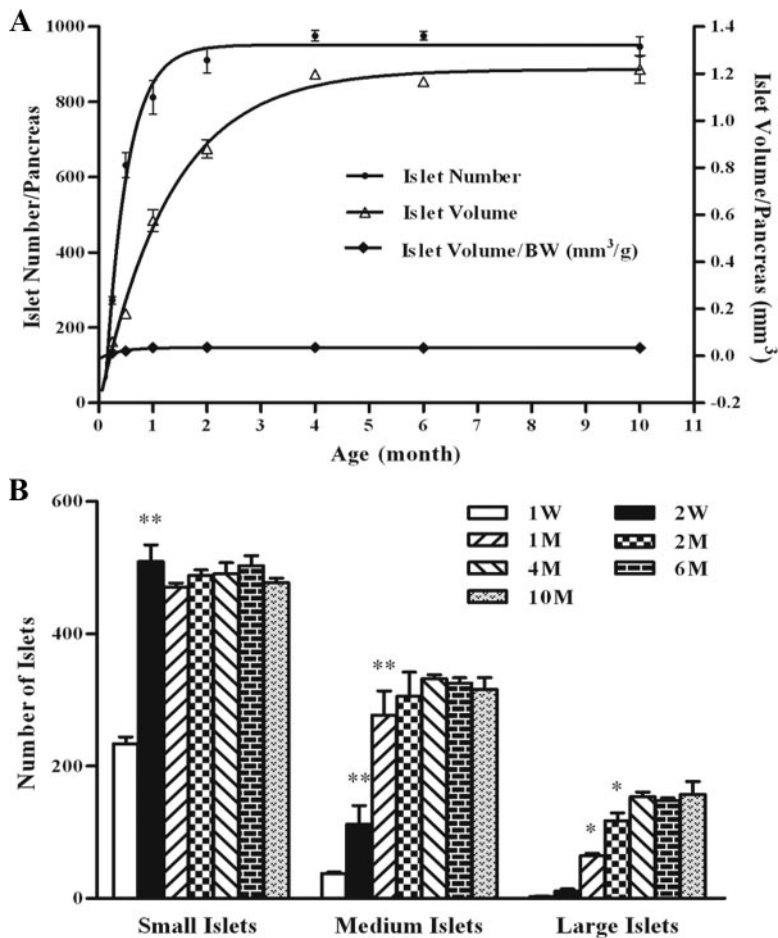 A
1000
800
600
400
200
0
Islet Number/Pancreas
Islet Number
Islet Volume
Islet Volume/BW (mm³/g)
1.4
1.2
1.0
0.8
0.6
0.4
0.2
0.0
-0.2
Islet Volume/Pancreas (mm³)
0 1 2 3 4 5 6 7 8 9 10 11
Age (month)
B
600
400
200
0
Number of Islets
** ** ** * *
1W 2W
1M 2M
4M 6M
10M
Small Islets Medium Islets Large Islets